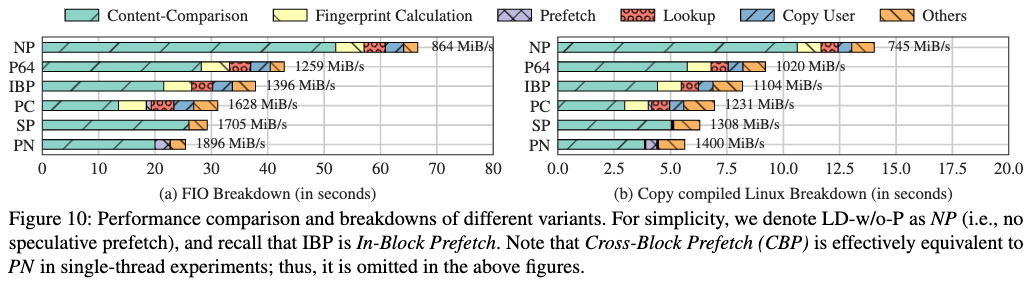 Content-Comparison Fingerprint Calculation Prefetch Lookup Copy User Others
NP 864 MiB/s
P64 1259 MiB/s
IBP 1396 MiB/s
PC 1628 MiB/s
SP 1705 MiB/s
PN 1896 MiB/s
0 10 20 30 40 50 60 70 80
(a) FIO Breakdown (in seconds)
NP 745 MiB/s
P64 1020 MiB/s
IBP 1104 MiB/s
PC 1231 MiB/s
SP 1308 MiB/s
PN 1400 MiB/s
0.0 2.5 5.0 7.5 10.0 12.5 15.0 17.5 20.0
(b) Copy compiled Linux Breakdown (in seconds)
Figure 10: Performance comparison and breakdowns of different variants. For simplicity, we denote LD-w/o-P as NP (i.e., no
speculative prefetch), and recall that IBP is In-Block Prefetch. Note that Cross-Block Prefetch (CBP) is effectively equivalent to
PN in single-thread experiments; thus, it is omitted in the above figures.